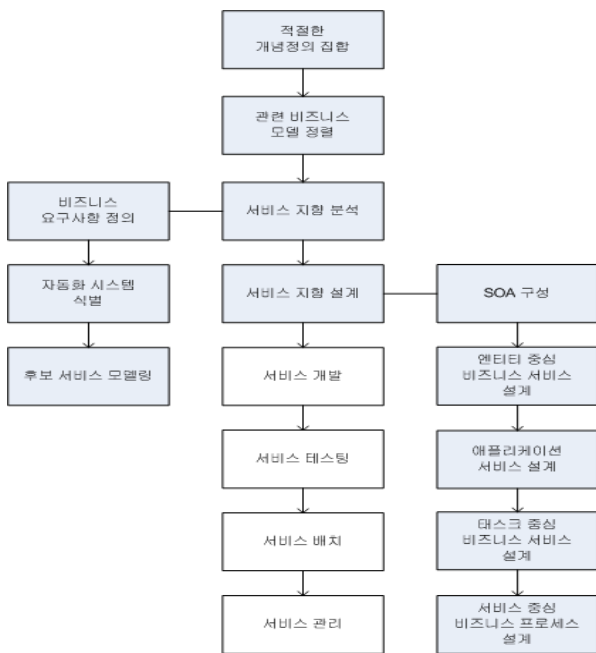 적절한
개념정의 집합
관련 비즈니스
모델 정렬
비즈니스
요구사항 정의
서비스 지향 분석
자동화 시스템
식별
서비스 지향 설계
SOA 구성
후보 서비스 모델링
서비스 개발
엔티티 중심
비즈니스 서비스
설계
서비스 테스팅
애플리케이션
서비스 설계
서비스 배치
태스크 중심
비즈니스 서비스
설계
서비스 관리
서비스 중심
비즈니스 프로세스
설계